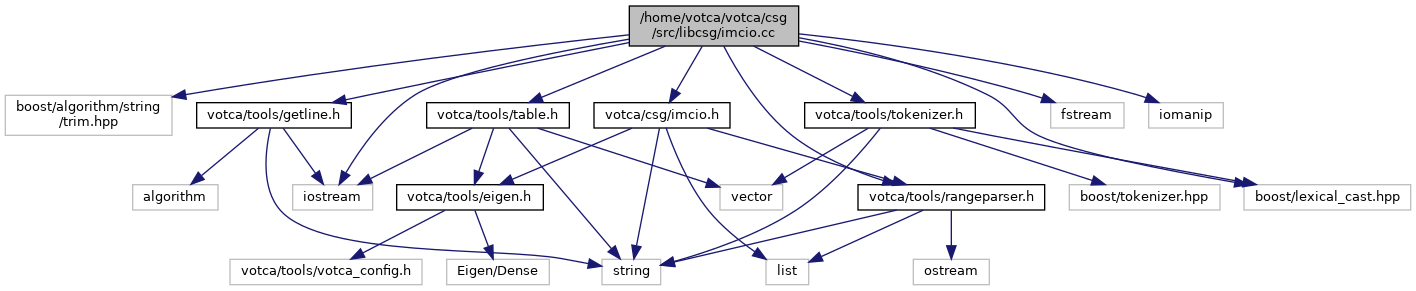 /home/votca/votca/csg
/src/libcsg/imcio.cc
boost/algorithm/string
/trim.hpp
votca/tools/getline.h
votca/tools/table.h
votca/csg/imcio.h
votca/tools/tokenizer.h
fstream
iomanip
algorithm
iostream
votca/tools/eigen.h
vector
votca/tools/rangeparser.h
boost/tokenizer.hpp
boost/lexical_cast.hpp
votca/tools/votca_config.h
Eigen/Dense
string
list
ostream